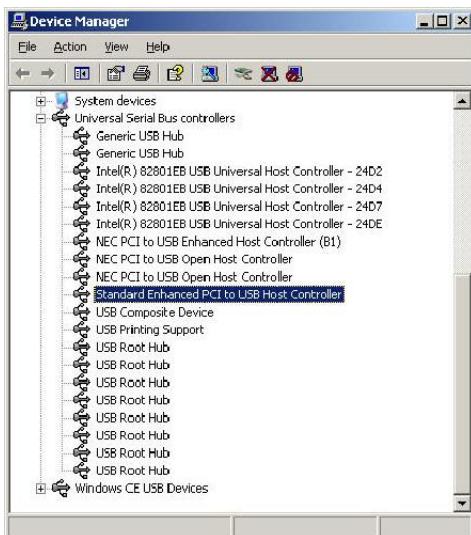 Device Manager
File Action View Help
System devices
Universal Serial Bus controllers
Generic USB Hub
Generic USB Hub
Intel(R) 82801EB USB Universal Host Controller - 24D2
Intel(R) 82801EB USB Universal Host Controller - 24D4
Intel(R) 82801EB USB Universal Host Controller - 24D7
Intel(R) 82801EB USB Universal Host Controller - 24DE
NEC PCI to USB Enhanced Host Controller (B1)
NEC PCI to USB Open Host Controller
NEC PCI to USB Open Host Controller
Standard Enhanced PCI to USB Host Controller
USB Composite Device
USB Printing Support
USB Root Hub
USB Root Hub
USB Root Hub
USB Root Hub
USB Root Hub
USB Root Hub
USB Root Hub
USB Root Hub
Windows CE USB Devices